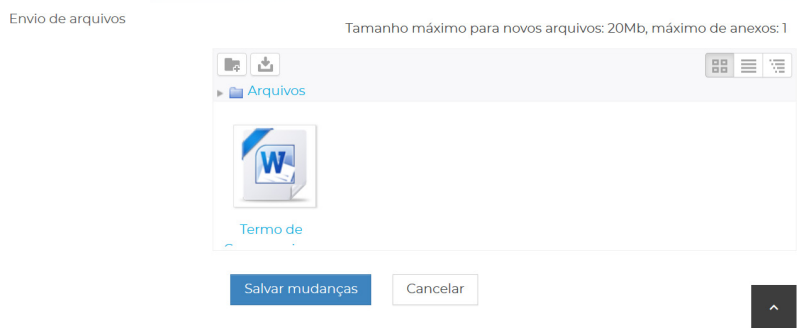 Envio de arquivos
Tamanho máximo para novos arquivos: 20Mb, máximo de anexos: 1
Arquivos
W
Termo de
Salvar mudanças
Cancelar